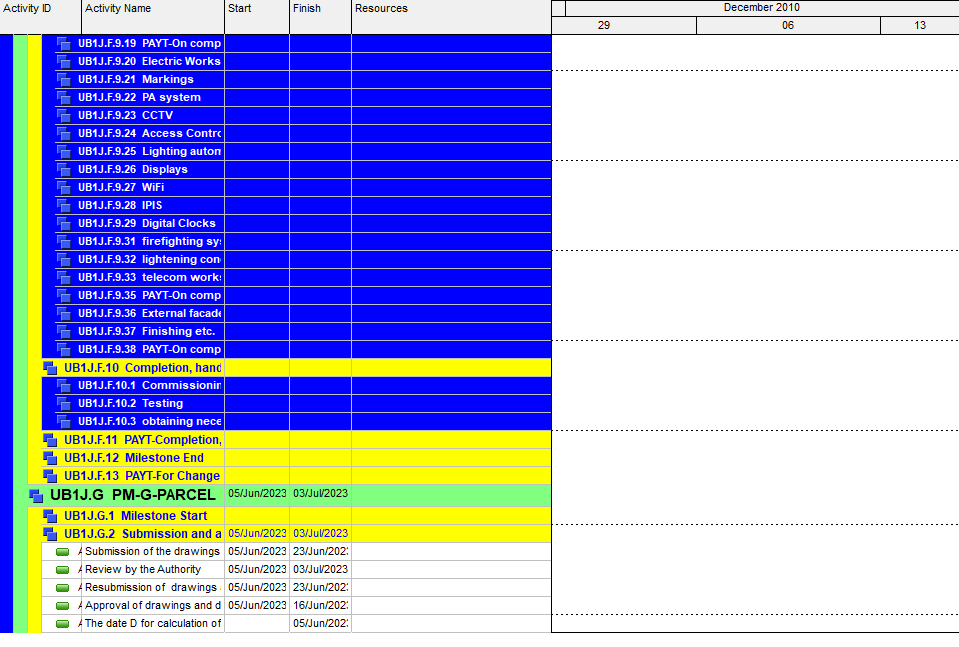 Activity ID Activity Name Start Finish Resources December 2010
29 06 13
UB1J.F.9.19 PAYT-On comp
UB1J.F.9.20 Electric Works
UB1J.F.9.21 Markings
UB1J.F.9.22 PA system
UB1J.F.9.23 CCTV
UB1J.F.9.24 Access Contro
UB1J.F.9.25 Lighting autom
UB1J.F.9.26 Displays
UB1J.F.9.27 WiFi
UB1J.F.9.28 IPIS
UB1J.F.9.29 Digital Clocks
UB1J.F.9.31 firefighting sys
UB1J.F.9.32 lightening con
UB1J.F.9.33 telecom works
UB1J.F.9.35 PAYT-On comp
UB1J.F.9.36 External facade
UB1J.F.9.37 Finishing etc.
UB1J.F.9.38 PAYT-On comp
UB1J.F.10 Completion, hand
UB1J.F.10.1 Commissionin
UB1J.F.10.2 Testing
UB1J.F.10.3 obtaining nece
UB1J.F.11 PAYT-Completion,
UB1J.F.12 Milestone End
UB1J.F.13 PAYT-For Change
UB1J.G PM-G-PARCEL 05/Jun/2023 03/Jul/2023
UB1J.G.1 Milestone Start
UB1J.G.2 Submission and a 05/Jun/2023 03/Jul/2023
A Submission of the drawings 05/Jun/2023 23/Jun/202
A Review by the Authority 05/Jun/2023 03/Jul/2023
A Resubmission of drawings 05/Jun/2023 23/Jun/202
A Approval of drawings and d 05/Jun/2023 16/Jun/202
A The date D for calculation of 05/Jun/202